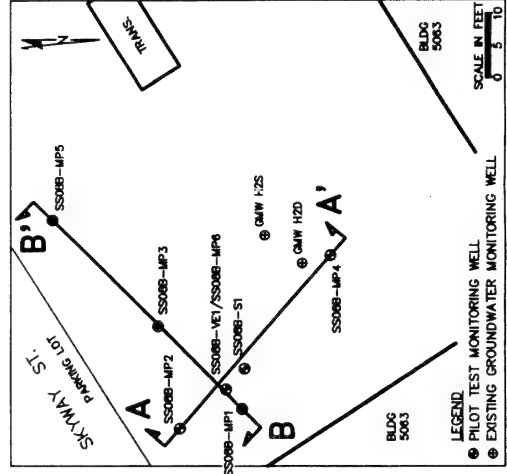 SKYWAY ST.
PARKING LOT
N
TRANS.
B'
SS08B-MP5
SS08B-MP3
A
SS08B-MP2
SS08B-VE1/SS08B-MP6
SS08B-S1
SS08B-MP1
B
GMW H2S
GMW H2D
A'
SS08B-MP4
BLDG
5063
BLDG
5063
LEGEND
PILOT TEST MONITORING WELL
EXISTING GROUNDWATER MONITORING WELL
SCALE IN FEET
0 5 10